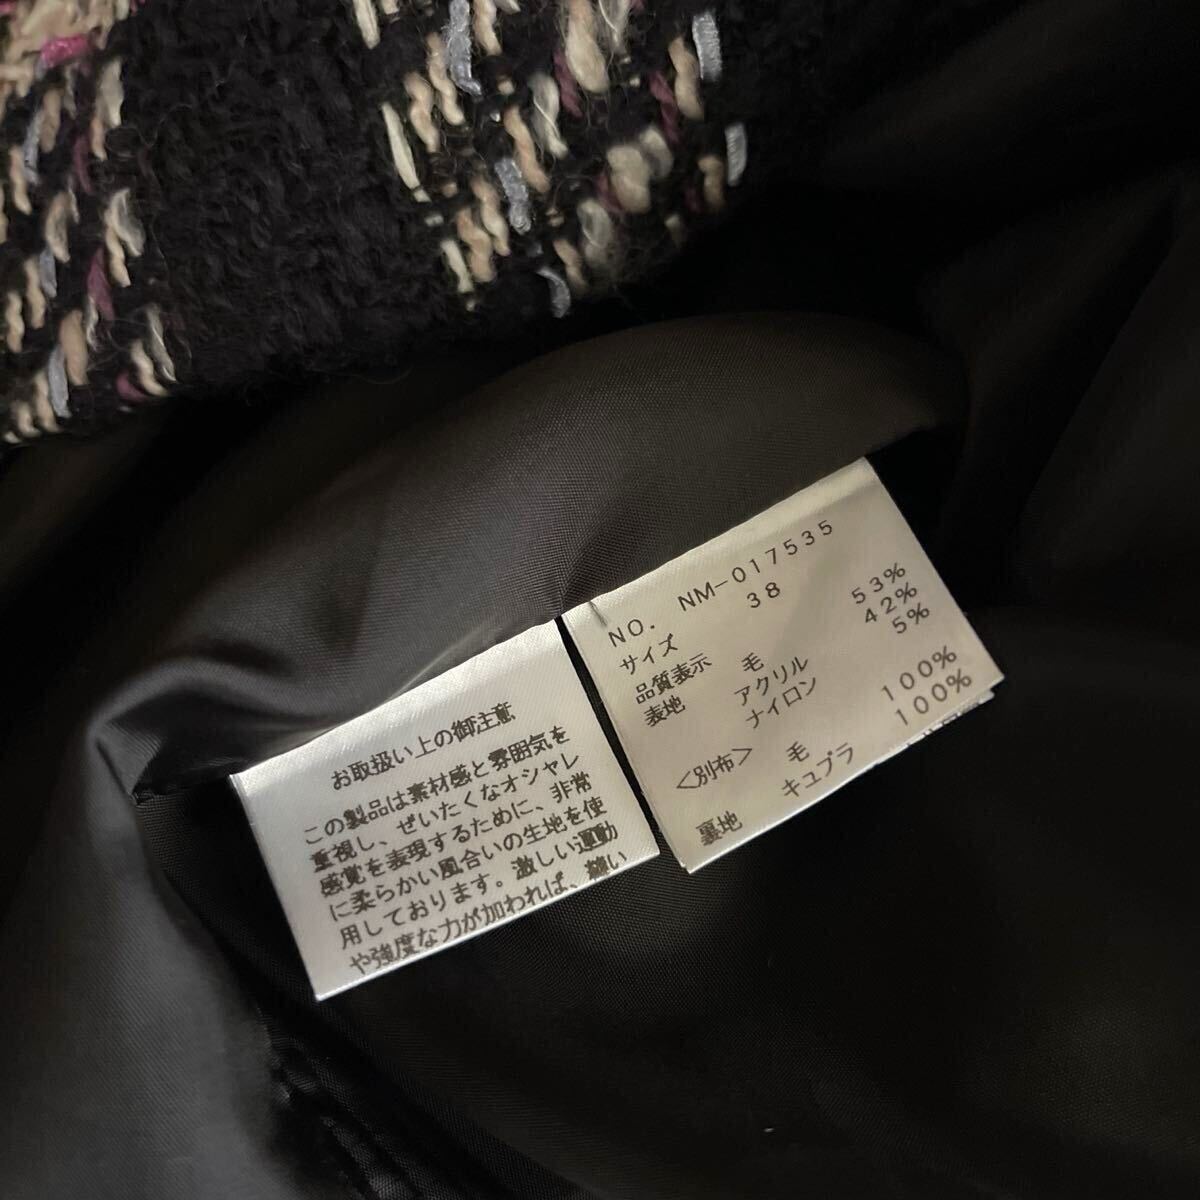 お取扱い上の御注意
この製品は素材感と雰囲気を
重視し、ぜいたくなオシャレ
感覚を表現するために、非常
に柔らかい風合いの生地を使
用しております。激しい運動
や強度な力が加われば、縫い
NO. NM-017535
サイズ 38
品質表示
表地 毛 53%
アクリル 42%
ナイロン 5%
<別布> 毛 100%
裏地 キュプラ 100%